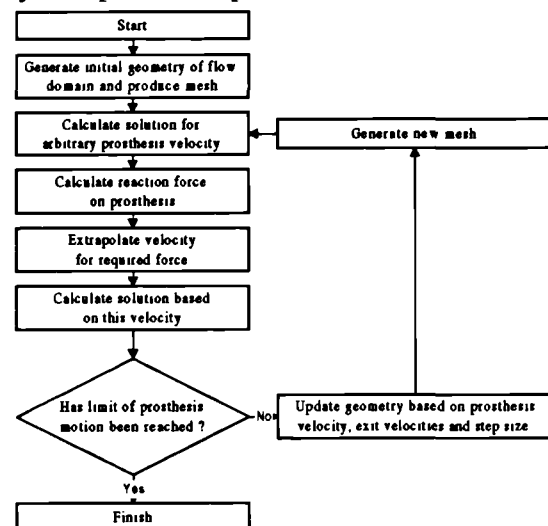 Start
Generate initial geometry of flow
domain and produce mesh
Calculate solution for
arbitrary prosthesis velocity
Generate new mesh
Calculate reaction force
on prosthesis
Extrapolate velocity
for required force
Calculate solution based
on this velocity
Has limit of prosthesis
motion been reached ?
No
Update geometry based on prosthesis
velocity, exit velocities and step size
Yes
Finish